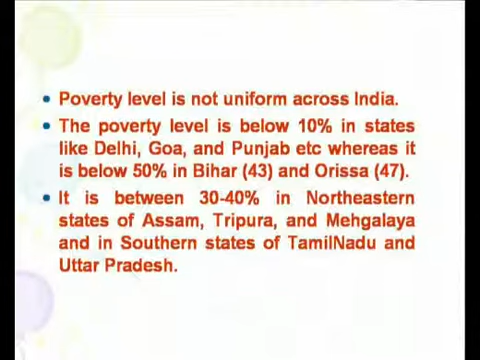 Poverty level is not uniform across India.
The poverty level is below 10% in states
like Delhi, Goa, and Punjab etc whereas it
is below 50% in Bihar (43) and Orissa (47).
It is between 30-40% in Northeastern
states of Assam, Tripura, and Mehgalaya
and in Southern states of TamilNadu and
Uttar Pradesh.